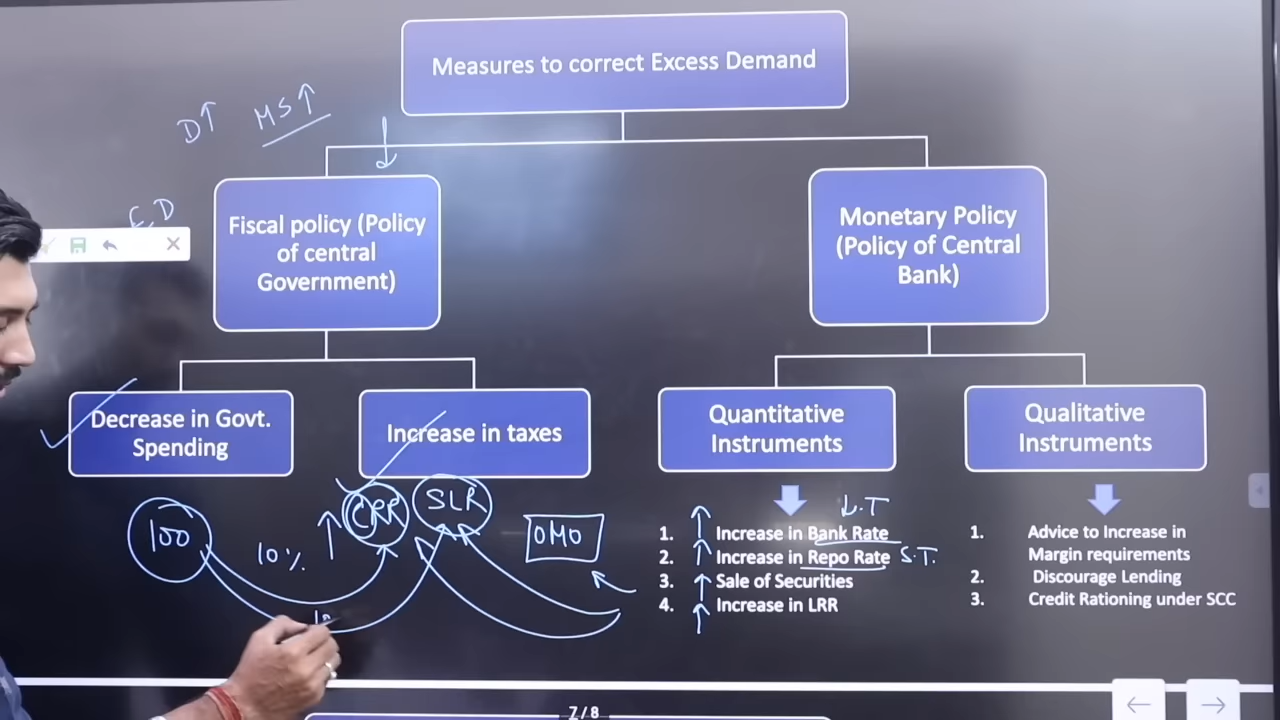 Measures to correct Excess Demand
D↑ MS↑
Fiscal policy (Policy
of central
Government)
Monetary Policy
(Policy of Central
Bank)
E.D
Decrease in Govt.
Spending
Increase in taxes
Quantitative
Instruments
Qualitative
Instruments
100
10%
↑
CRR
SLR
OMO
L.T
1. ↑ Increase in Bank Rate
2. ↑ Increase in Repo Rate S.T.
3. ↑ Sale of Securities
4. ↑ Increase in LRR
1. Advice to Increase in
Margin requirements
2. Discourage Lending
3. Credit Rationing under SCC
7/8